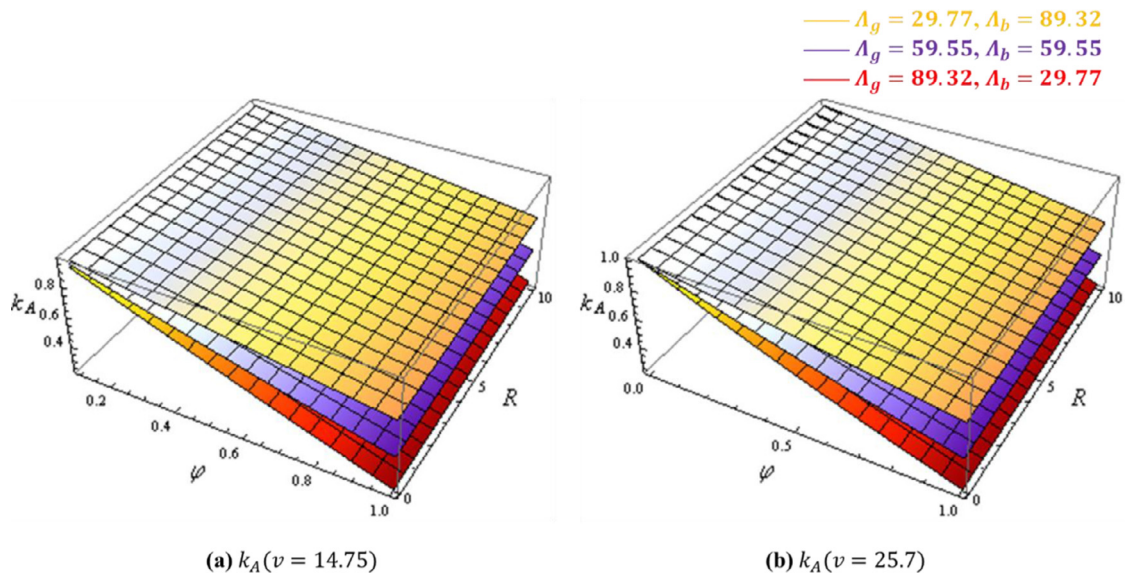 Λg = 29.77, Λb = 89.32
Λg = 59.55, Λb = 59.55
Λg = 89.32, Λb = 29.77
0.8
kA 0.6
0.4
0.2
0.4
0.6
0.8
1.0
φ
0
5
10
R
1.0
0.8
kA 0.6
0.4
0.0
0.5
1.0
φ
0
5
10
R
(a) kA(v = 14.75)
(b) kA(v = 25.7)